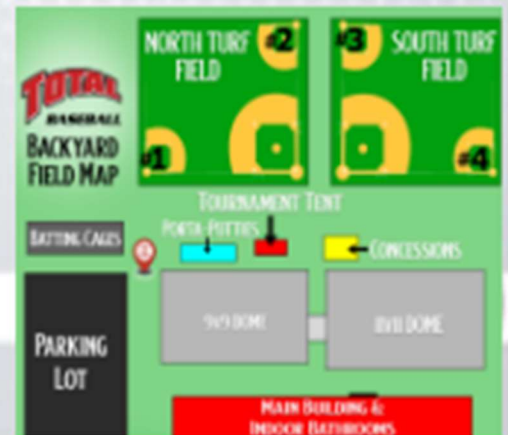 TOTAL
BASEBALL
BACKYARD
FIELD MAP
NORTH TURF
FIELD
#2
#1
#3
SOUTH TURF
FIELD
#4
TOURNAMENT TENT
BATTING CAGES
PORTA-POTTIES
CONCESSIONS
PARKING
LOT
9V9 DOME
11V11 DOME
MAIN BUILDING &
INDOOR BATHROOMS